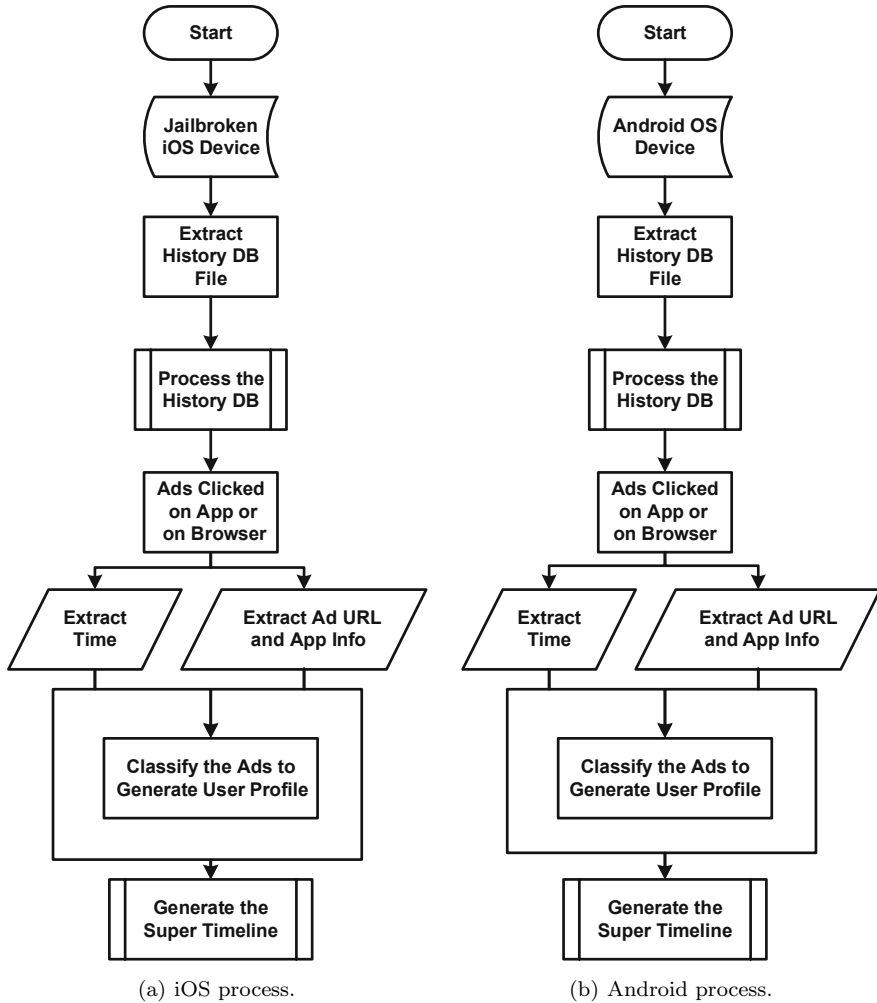 Start
Jailbroken
iOS Device
Extract
History DB
File
Process the
History DB
Ads Clicked
on App or
on Browser
Extract
Time
Extract Ad URL
and App Info
Classify the Ads to
Generate User Profile
Generate the
Super Timeline
(a) iOS process.
Start
Android OS
Device
Extract
History DB
File
Process the
History DB
Ads Clicked
on App or
on Browser
Extract
Time
Extract Ad URL
and App Info
Classify the Ads to
Generate User Profile
Generate the
Super Timeline
(b) Android process.